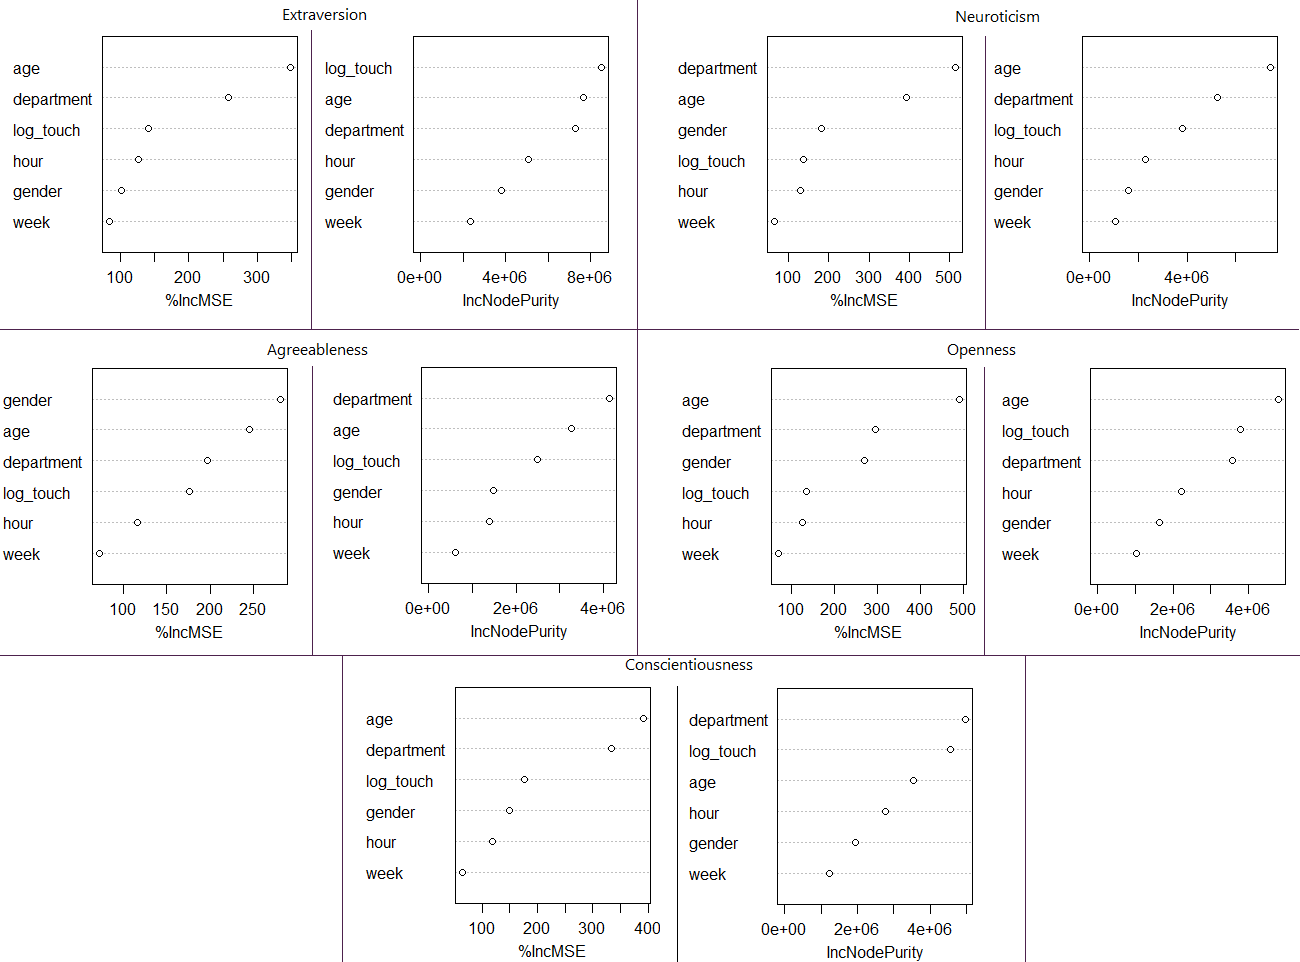 Extraversion
age
department
log_touch
hour
gender
week
100 200 300
%IncMSE
log_touch
age
department
hour
gender
week
0e+00 4e+06 8e+06
IncNodePurity
Neuroticism
department
age
gender
log_touch
hour
week
100 200 300 400 500
%IncMSE
age
department
log_touch
hour
gender
week
0e+00 4e+06
IncNodePurity
Agreeableness
gender
age
department
log_touch
hour
week
100 150 200 250
%IncMSE
department
age
log_touch
gender
hour
week
0e+00 2e+06 4e+06
IncNodePurity
Openness
age
department
gender
log_touch
hour
week
100 200 300 400 500
%IncMSE
age
log_touch
department
hour
gender
week
0e+00 2e+06 4e+06
IncNodePurity
Conscientiousness
age
department
log_touch
gender
hour
week
100 200 300 400
%IncMSE
department
log_touch
age
hour
gender
week
0e+00 2e+06 4e+06
IncNodePurity